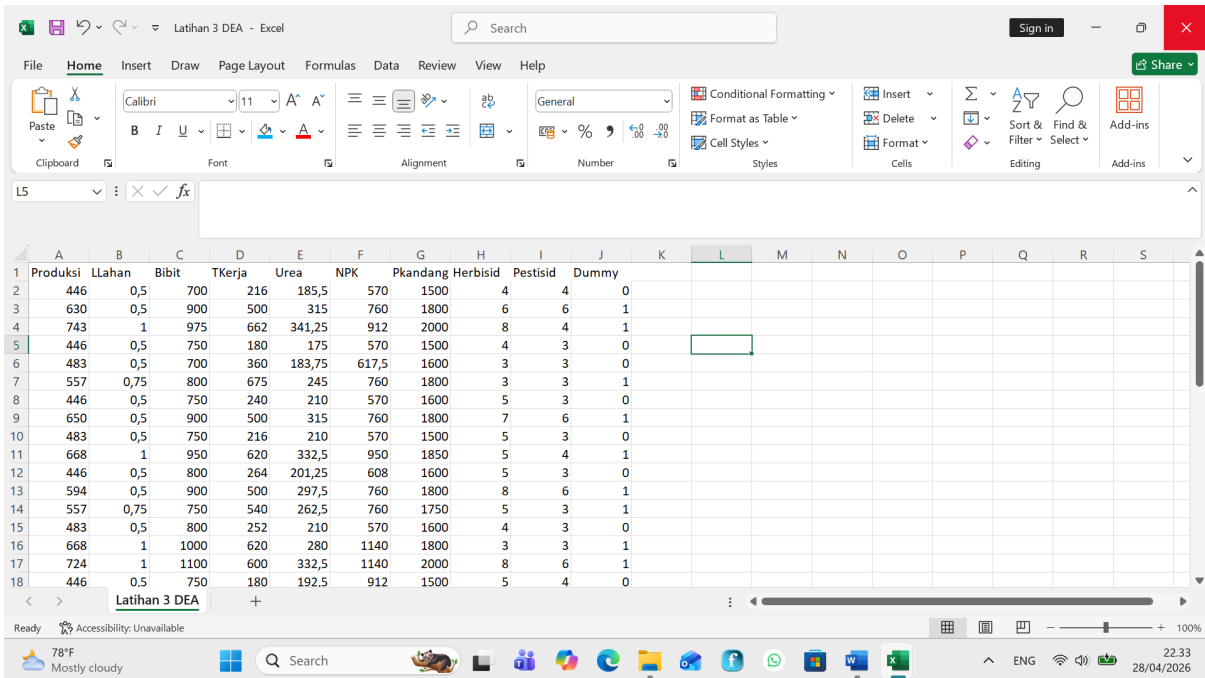 Latihan 3 DEA - Excel
Search
Sign in
File Home Insert Draw Page Layout Formulas Data Review View Help
Share
Paste
Calibri 11
B I U
General
Conditional Formatting
Format as Table
Cell Styles
Insert
Delete
Format
Sort & Filter
Find & Select
Add-ins
Clipboard Font Alignment Number Styles Cells Editing Add-ins
L5 fx
A B C D E F G H I J K L M N O P Q R S
1 Produksi LLahan Bibit TKerja Urea NPK Pkandang Herbisid Pestisid Dummy
2 446 0,5 700 216 185,5 570 1500 4 4 0
3 630 0,5 900 500 315 760 1800 6 6 1
4 743 1 975 662 341,25 912 2000 8 4 1
5 446 0,5 750 180 175 570 1500 4 3 0
6 483 0,5 700 360 183,75 617,5 1600 3 3 0
7 557 0,75 800 675 245 760 1800 3 3 1
8 446 0,5 750 240 210 570 1600 5 3 0
9 650 0,5 900 500 315 760 1800 7 6 1
10 483 0,5 750 216 210 570 1500 5 3 0
11 668 1 950 620 332,5 950 1850 5 4 1
12 446 0,5 800 264 201,25 608 1600 5 3 0
13 594 0,5 900 500 297,5 760 1800 8 6 1
14 557 0,75 750 540 262,5 760 1750 5 3 1
15 483 0,5 800 252 210 570 1600 4 3 0
16 668 1 1000 620 280 1140 1800 3 3 1
17 724 1 1100 600 332,5 1140 2000 8 6 1
18 446 0,5 750 180 192,5 912 1500 5 4 0
Latihan 3 DEA
Ready Accessibility: Unavailable 100%
78°F
Mostly cloudy
Search
ENG
22.33
28/04/2026